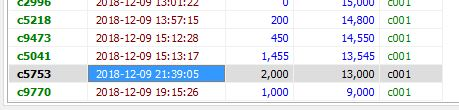 c2996 2018-12-09 13:01:22 0 15,000 c001
c5218 2018-12-09 13:57:15 200 14,800 c001
c9473 2018-12-09 15:12:28 450 14,550 c001
c5041 2018-12-09 15:13:17 1,455 13,545 c001
c5753 2018-12-09 21:39:05 2,000 13,000 c001
c9770 2018-12-09 19:15:26 1,000 9,000 c001